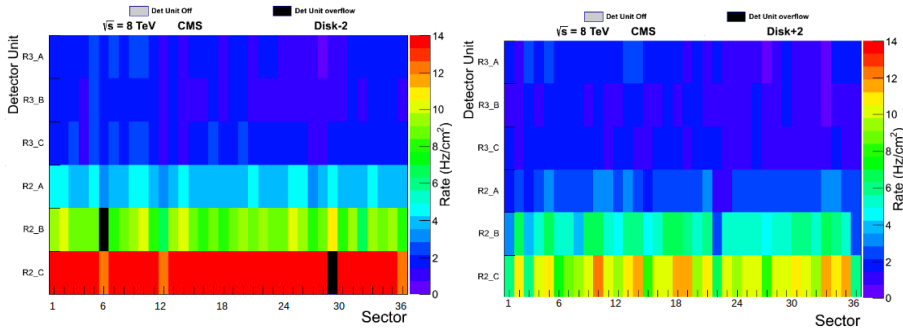 Det Unit Off Det Unit overflow
√s = 8 TeV CMS Disk-2
Detector Unit
R3_A
R3_B
R3_C
R2_A
R2_B
R2_C
1 6 12 18 24 30 36
Sector
14
12
10
8
6
4
2
0
Rate (Hz/cm²)
Det Unit Off Det Unit overflow
√s = 8 TeV CMS Disk+2
Detector Unit
R3_A
R3_B
R3_C
R2_A
R2_B
R2_C
1 6 12 18 24 30 36
Sector
14
12
10
8
6
4
2
0
Rate (Hz/cm²)